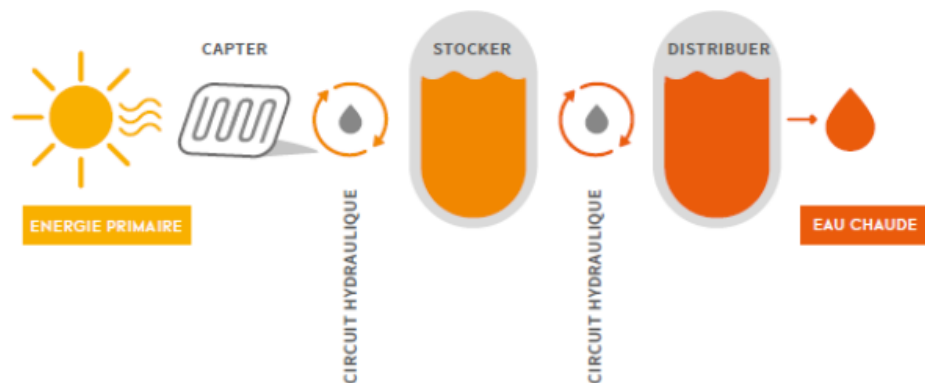 CAPTER
STOCKER
DISTRIBUER
ENERGIE PRIMAIRE
CIRCUIT HYDRAULIQUE
CIRCUIT HYDRAULIQUE
EAU CHAUDE